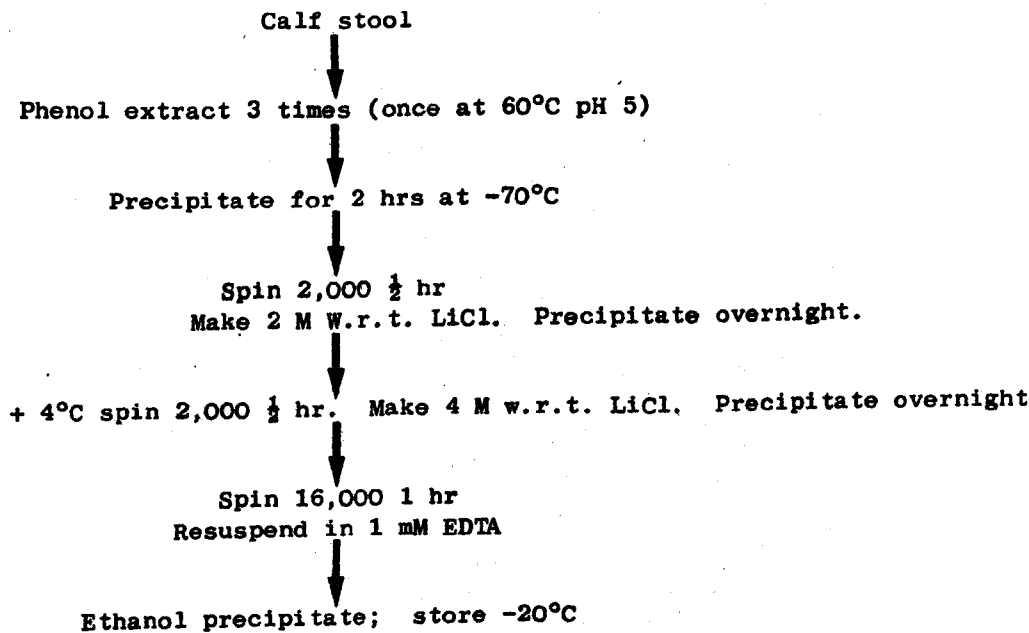 Calf stool
Phenol extract 3 times (once at 60°C pH 5)
Precipitate for 2 hrs at -70°C
Spin 2,000 ½ hr
Make 2 M W.r.t. LiCl. Precipitate overnight.
+ 4°C spin 2,000 ½ hr. Make 4 M w.r.t. LiCl. Precipitate overnight
Spin 16,000 1 hr
Resuspend in 1 mM EDTA
Ethanol precipitate; store -20°C